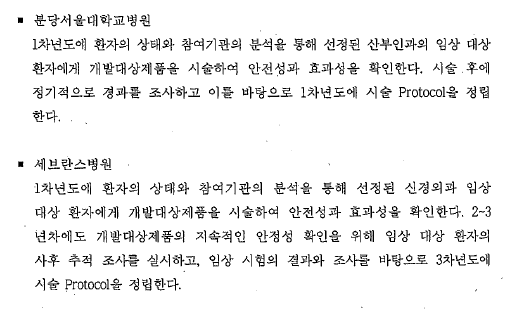 ▪ 분당서울대학교병원
1차년도에 환자의 상태와 참여기관의 분석을 통해 선정된 산부인과의 임상 대상
환자에게 개발대상제품을 시술하여 안전성과 효과성을 확인한다. 시술 후에
정기적으로 경과를 조사하고 이를 바탕으로 1차년도에 시술 Protocol을 정립
한다.
▪ 세브란스병원
1차년도에 환자의 상태와 참여기관의 분석을 통해 선정된 신경외과 임상
대상 환자에게 개발대상제품을 시술하여 안전성과 효과성을 확인한다. 2~3
년차에도 개발대상제품의 지속적인 안정성 확인을 위해 임상 대상 환자의
사후 추적 조사를 실시하고, 임상 시험의 결과와 조사를 바탕으로 3차년도에
시술 Protocol을 정립한다.